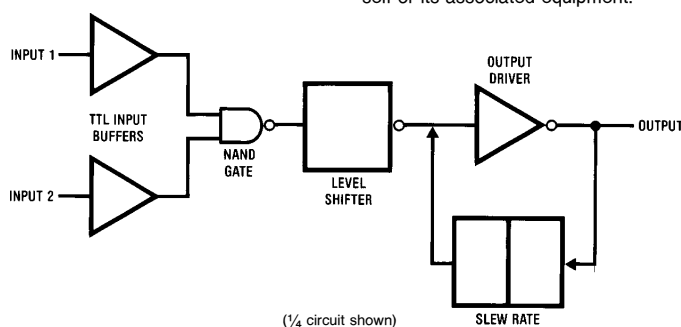 self or its associated equipment.
INPUT 1
TTL INPUT
BUFFERS
INPUT 2
NAND
GATE
LEVEL
SHIFTER
OUTPUT
DRIVER
OUTPUT
SLEW RATE
(¼ circuit shown)